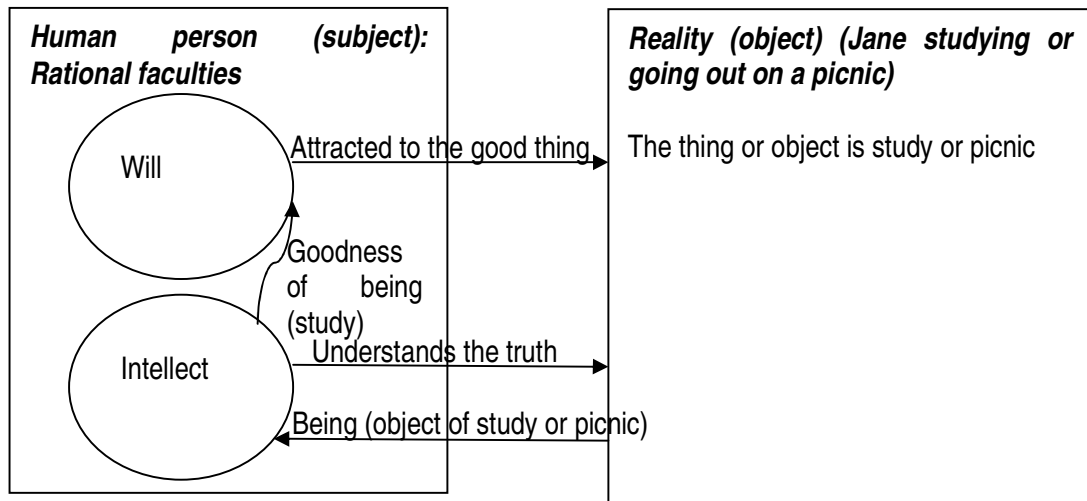 Human person (subject):
Rational faculties
Will
Attracted to the good thing
Goodness
of being
(study)
Understands the truth
Intellect
Being (object of study or picnic)
Reality (object) (Jane studying or
going out on a picnic)
The thing or object is study or picnic